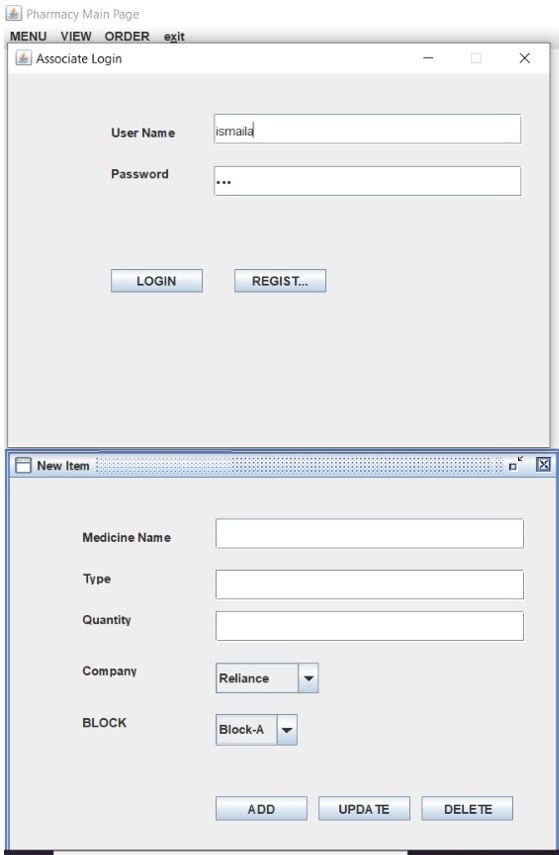 Pharmacy Main Page
MENU VIEW ORDER exit
Associate Login
User Name ismaila
Password •••
LOGIN REGIST...
New Item
Medicine Name
Type
Quantity
Company Reliance
BLOCK Block-A
ADD UPDATE DELETE